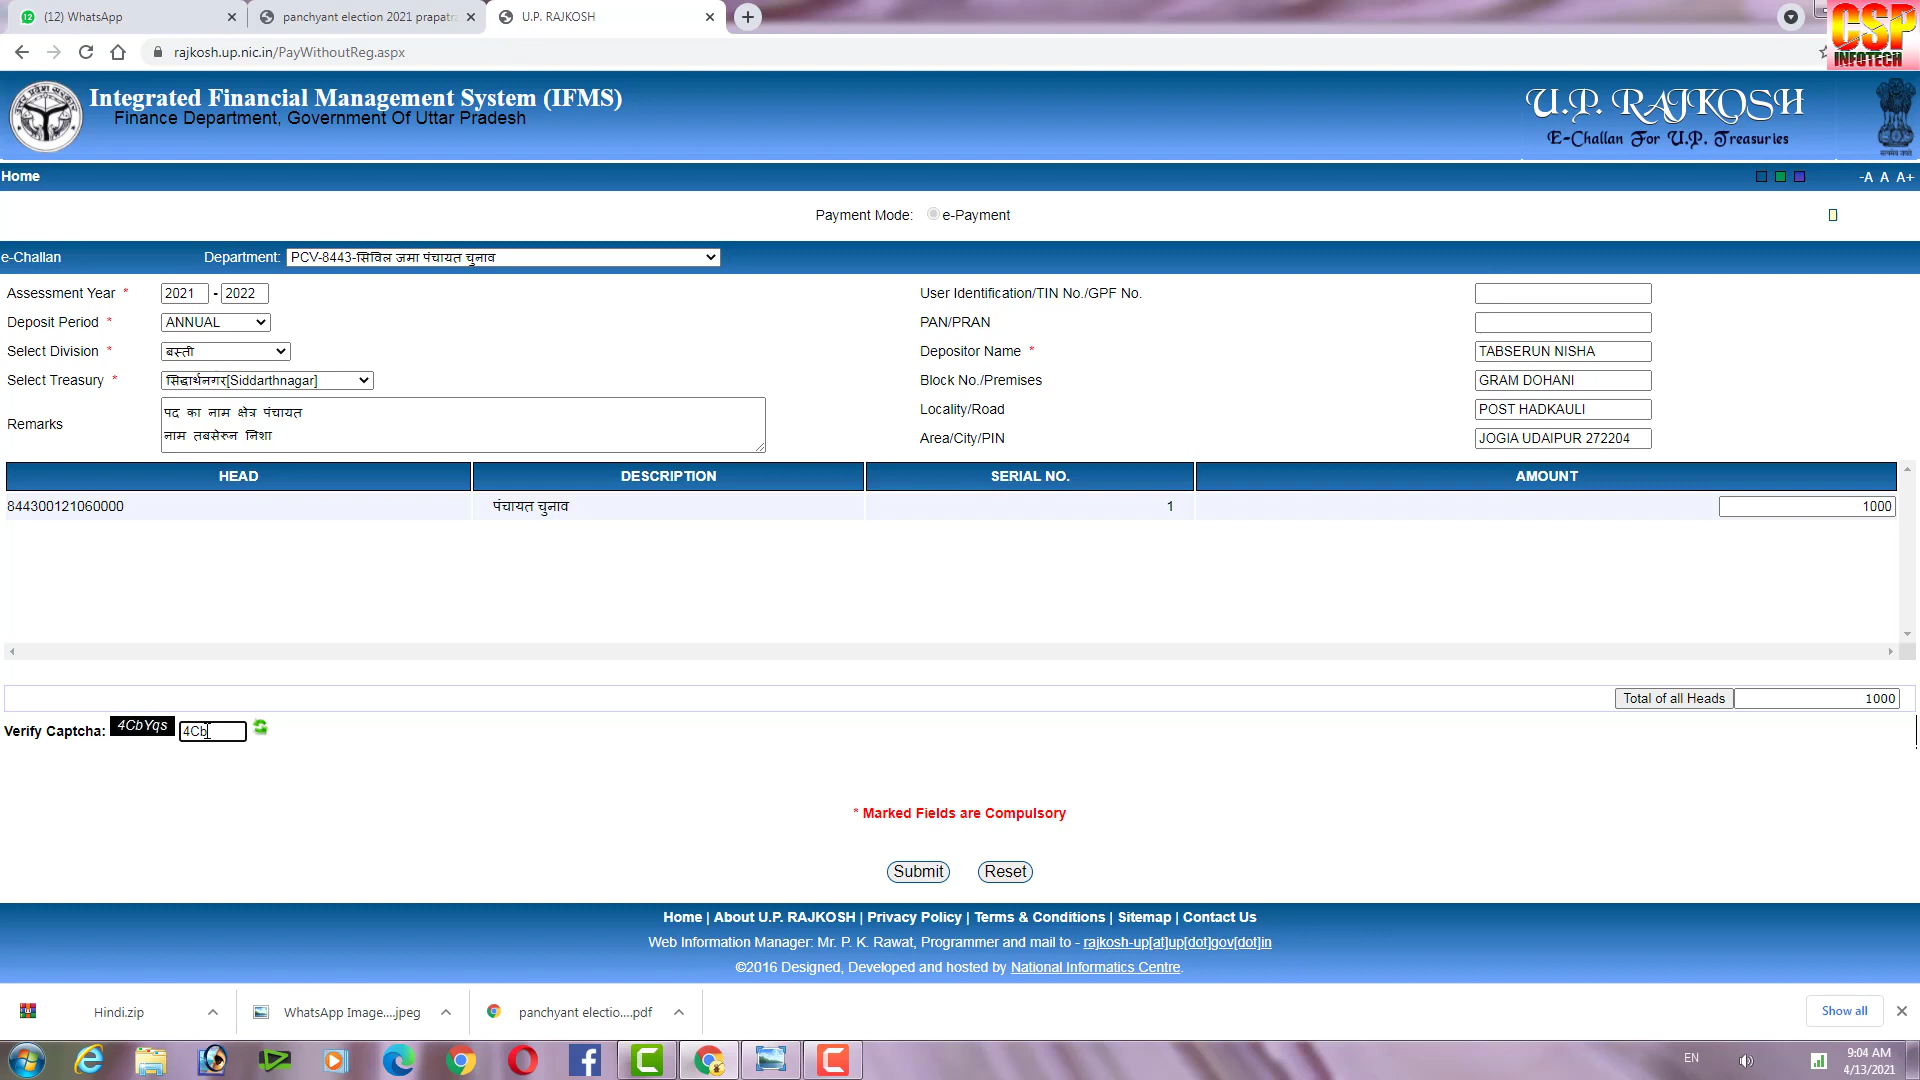 (12) WhatsApp
panchyant election 2021 prapatra
U.P. RAJKOSH
rajkosh.up.nic.in/PayWithoutReg.aspx
CSP
INFOTECH
Integrated Financial Management System (IFMS)
Finance Department, Government Of Uttar Pradesh
U.P. RAJKOSH
E-Challan For U.P. Treasuries
सत्यमेव जयते
Home
-A A A+
Payment Mode: e-Payment
e-Challan Department: PCV-8443-सिविल जमा पंचायत चुनाव
Assessment Year * 2021 - 2022
User Identification/TIN No./GPF No.
Deposit Period * ANNUAL
PAN/PRAN
Select Division * बस्ती
Depositor Name * TABSERUN NISHA
Select Treasury * सिद्धार्थनगर[Siddarthnagar]
Block No./Premises GRAM DOHANI
Remarks
पद का नाम क्षेत्र पंचायत
नाम तबसेरुन निशा
Locality/Road POST HADKAULI
Area/City/PIN JOGIA UDAIPUR 272204
HEAD DESCRIPTION SERIAL NO. AMOUNT
844300121060000 पंचायत चुनाव 1 1000
Total of all Heads 1000
Verify Captcha: 4CbYqs 4Cb
* Marked Fields are Compulsory
Submit Reset
Home | About U.P. RAJKOSH | Privacy Policy | Terms & Conditions | Sitemap | Contact Us
Web Information Manager: Mr. P. K. Rawat, Programmer and mail to - rajkosh-up[at]up[dot]gov[dot]in
©2016 Designed, Developed and hosted by National Informatics Centre.
Hindi.zip
WhatsApp Image....jpeg
panchyant electio....pdf
Show all
EN
9:04 AM
4/13/2021